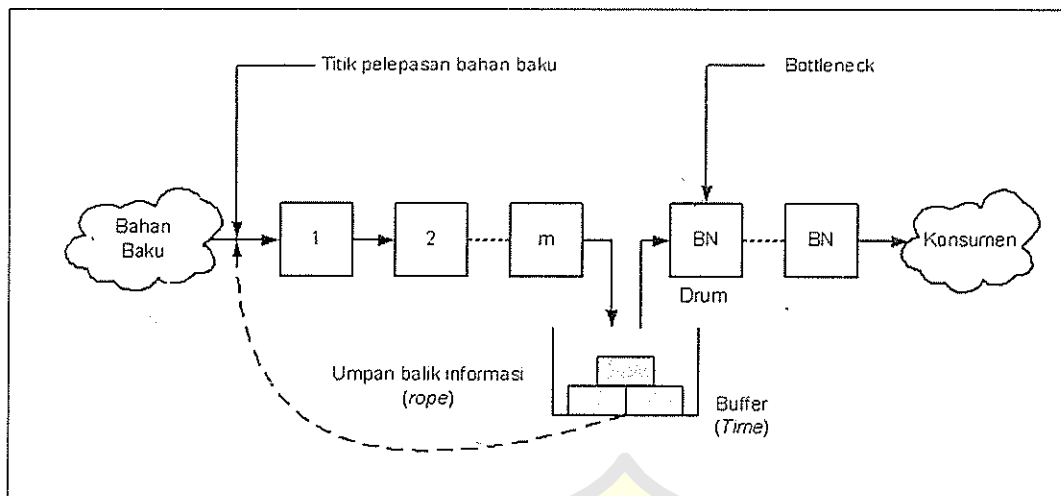 Titik pelepasan bahan baku
Bottleneck
Bahan
Baku
1
2
m
BN
BN
Konsumen
Drum
Umpan balik informasi
(rope)
Buffer
(Time)